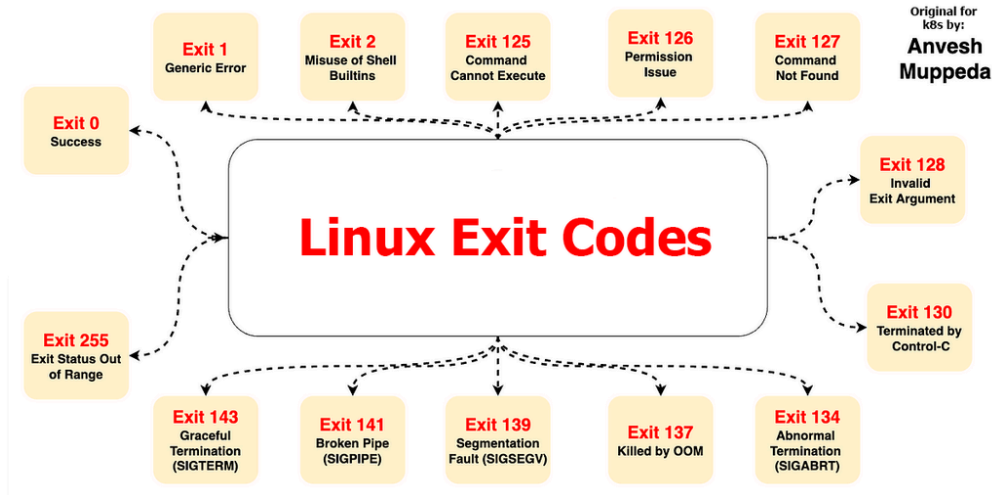 Original for
k8s by:
Anvesh
Muppeda
Exit 1
Generic Error
Exit 2
Misuse of Shell
Builtins
Exit 125
Command
Cannot Execute
Exit 126
Permission
Issue
Exit 127
Command
Not Found
Exit 0
Success
Exit 128
Invalid
Exit Argument
Linux Exit Codes
Exit 255
Exit Status Out
of Range
Exit 130
Terminated by
Control-C
Exit 143
Graceful
Termination
(SIGTERM)
Exit 141
Broken Pipe
(SIGPIPE)
Exit 139
Segmentation
Fault (SIGSEGV)
Exit 137
Killed by OOM
Exit 134
Abnormal
Termination
(SIGABRT)